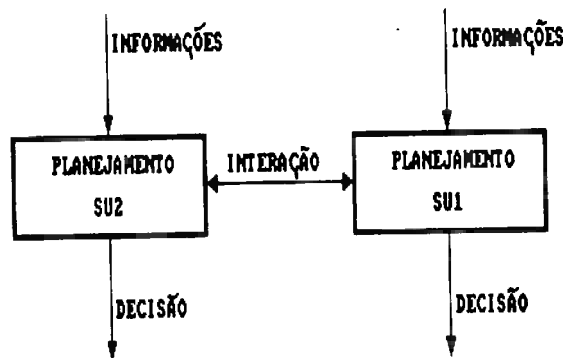 INFORMAÇÕES
INFORMAÇÕES
PLANEJAMENTO
SU2
INTERAÇÃO
PLANEJAMENTO
SU1
DECISÃO
DECISÃO